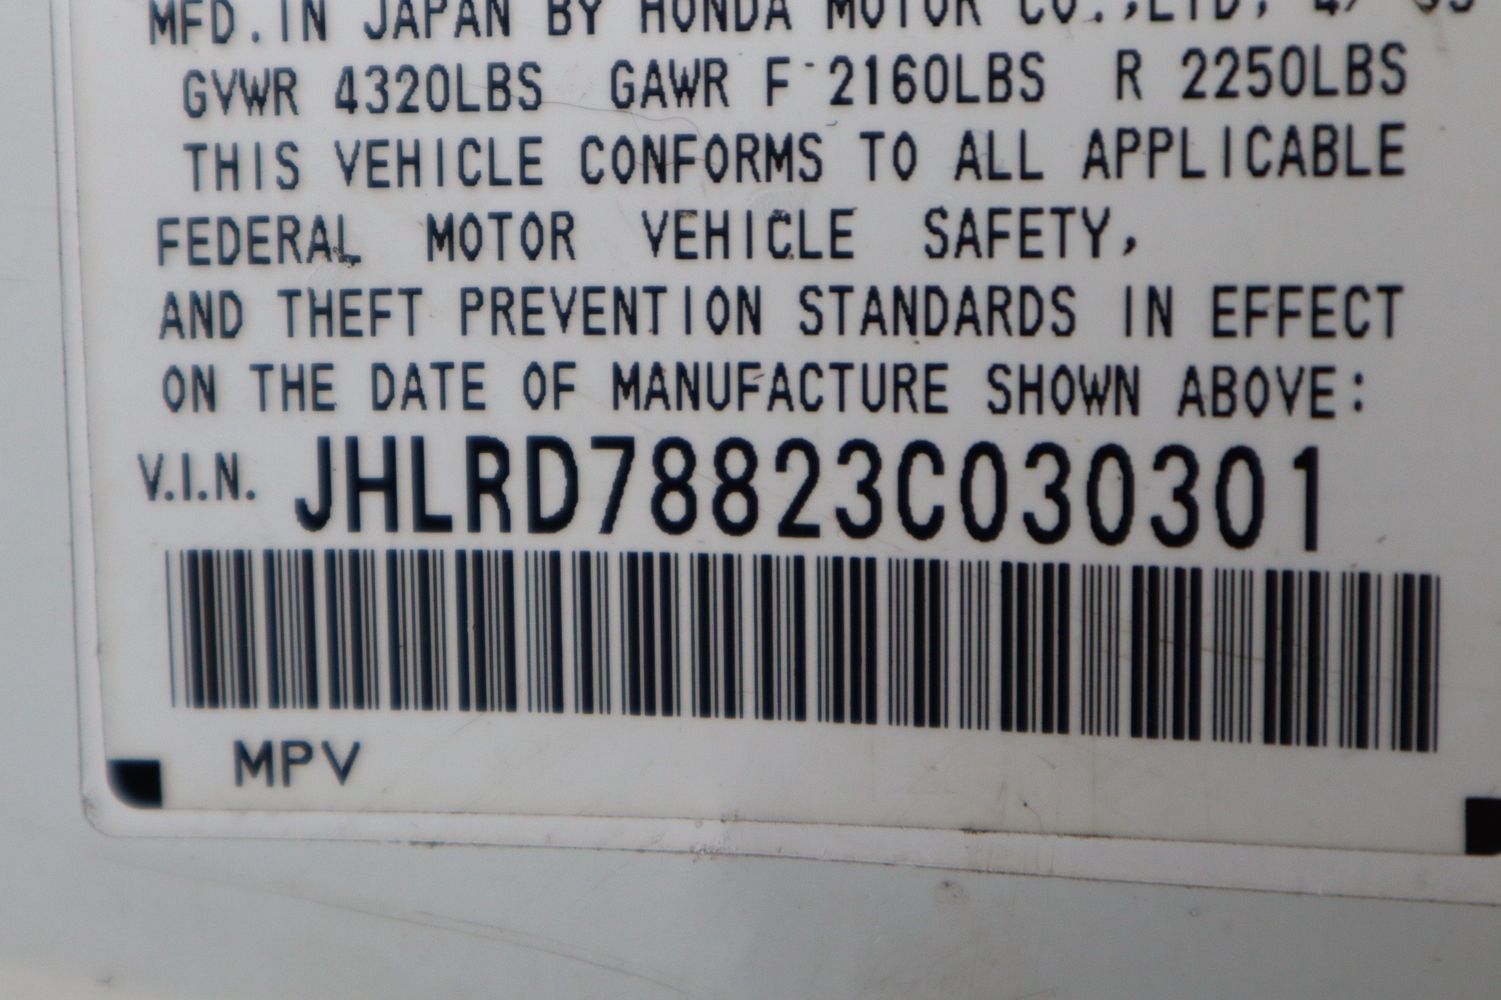 MFD.IN JAPAN BY HONDA MOTOR CO.,LTD, 4/ 03
GVWR 4320LBS GAWR F 2160LBS R 2250LBS
THIS VEHICLE CONFORMS TO ALL APPLICABLE
FEDERAL MOTOR VEHICLE SAFETY,
AND THEFT PREVENTION STANDARDS IN EFFECT
ON THE DATE OF MANUFACTURE SHOWN ABOVE:
V.I.N. JHLRD78823C030301
MPV